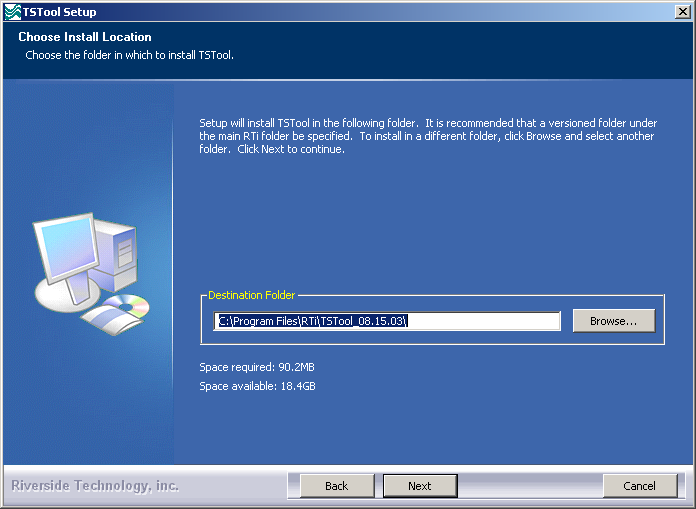 TSTool Setup
Choose Install Location
Choose the folder in which to install TSTool.
Setup will install TSTool in the following folder.  It is recommended that a versioned folder under
the main RTi folder be specified.  To install in a different folder, click Browse and select another
folder.  Click Next to continue.
Destination Folder
C:\Program Files\RTi\TSTool_08.15.03\
Browse...
Space required: 90.2MB
Space available: 18.4GB
Riverside Technology, inc.
Back
Next
Cancel